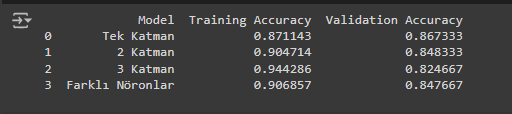 Model Training Accuracy Validation Accuracy
0 Tek Katman 0.871143 0.867333
1 2 Katman 0.904714 0.848333
2 3 Katman 0.944286 0.824667
3 Farklı Nöronlar 0.906857 0.847667